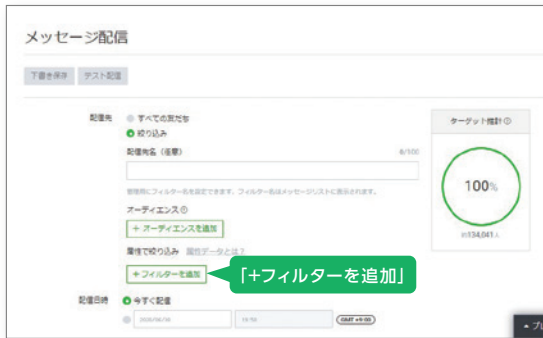 メッセージ配信
下書き保存 テスト配信
配信先 すべての友だち
絞り込み
配信先名（任意） 0/100
管理用にフィルター名を設定できます。フィルター名はメッセージリストに表示されます。
オーディエンス
+ オーディエンスを追加
属性で絞り込み 属性データとは？
+フィルターを追加 「+フィルターを追加」
配信日時 今すぐ配信
ターゲット推計
100%
約134,041人